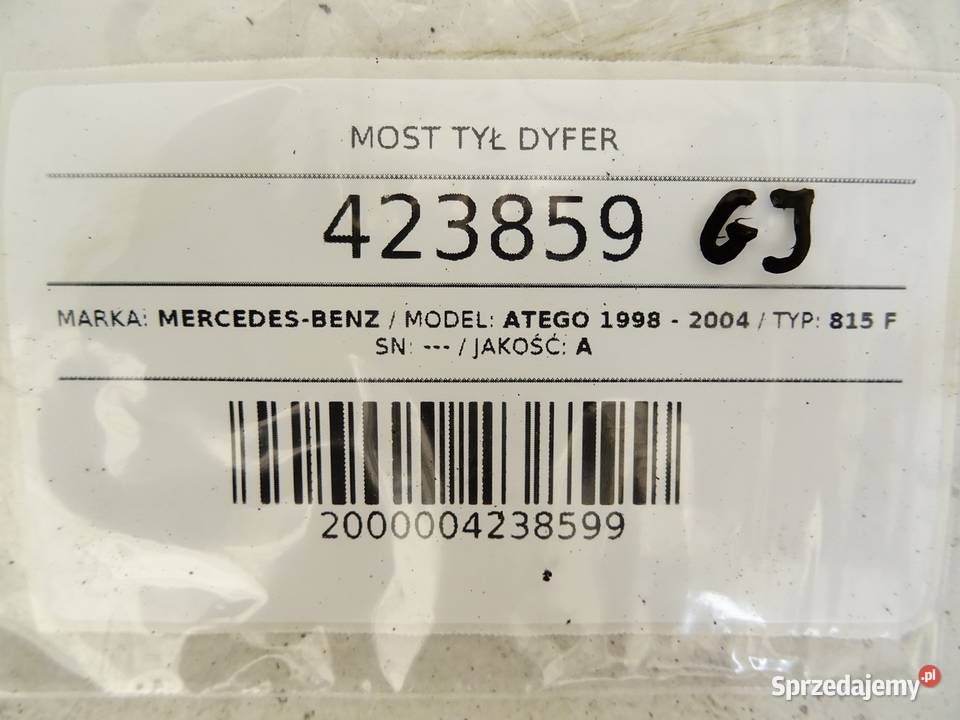 MOST TYŁ DYFER
423859 GJ
MARKA: MERCEDES-BENZ / MODEL: ATEGO 1998 - 2004 / TYP: 815 F
SN: --- / JAKOŚĆ: A
2000004238599
Sprzedajemy.pl